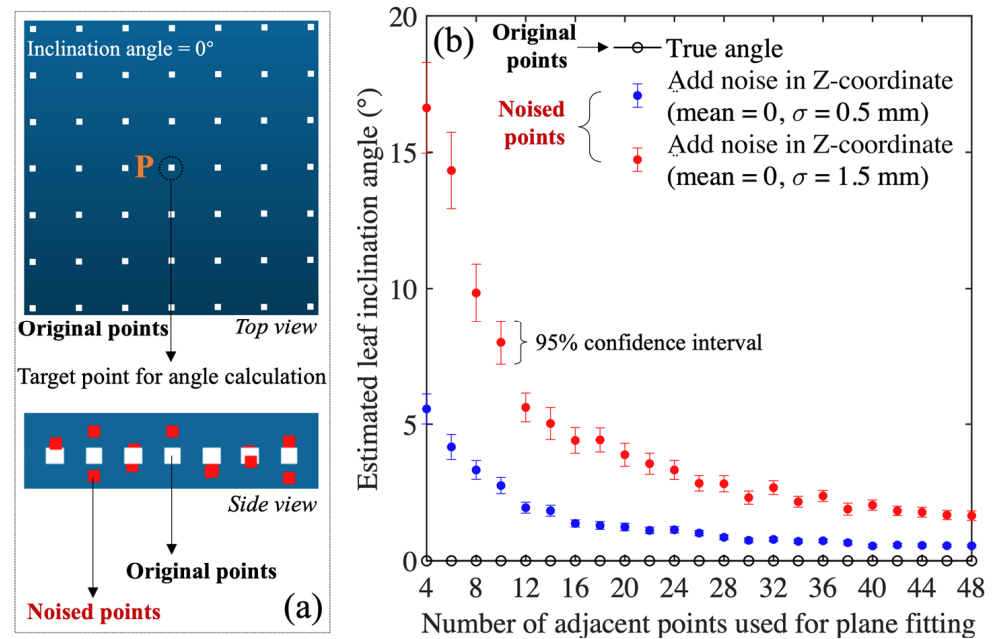 Inclination angle = 0°
P
Original points
Top view
Target point for angle calculation
Side view
Original points
Noised points
(a)
(b)
Original
points
True angle
Noised
points
Add noise in Z-coordinate
(mean = 0, σ = 0.5 mm)
Add noise in Z-coordinate
(mean = 0, σ = 1.5 mm)
95% confidence interval
Estimated leaf inclination angle (°)
20
15
10
5
0
4 8 12 16 20 24 28 32 36 40 44 48
Number of adjacent points used for plane fitting